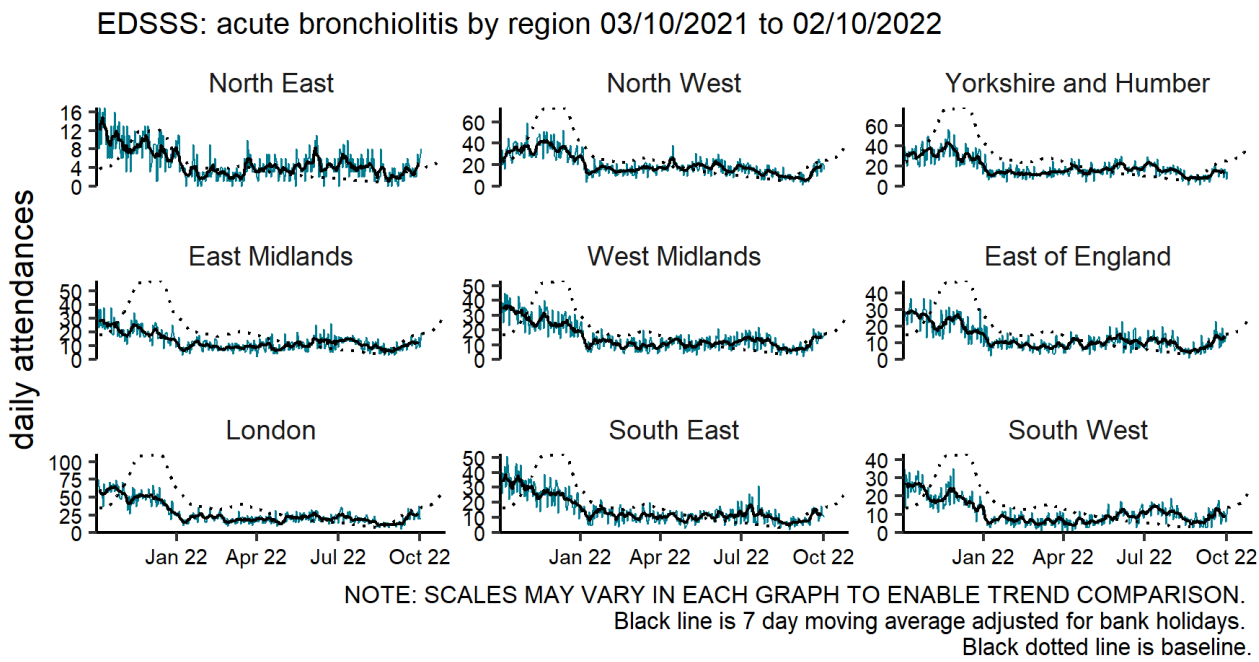 EDSSS: acute bronchiolitis by region 03/10/2021 to 02/10/2022
North East
North West
Yorkshire and Humber
16
12
8
4
0
60
40
20
0
60
40
20
0
East Midlands
West Midlands
East of England
50
40
30
20
10
0
50
40
30
20
10
0
40
30
20
10
0
daily attendances
London
South East
South West
100
75
50
25
0
50
40
30
20
10
0
40
30
20
10
0
Jan 22 Apr 22 Jul 22 Oct 22
Jan 22 Apr 22 Jul 22 Oct 22
Jan 22 Apr 22 Jul 22 Oct 22
NOTE: SCALES MAY VARY IN EACH GRAPH TO ENABLE TREND COMPARISON.
Black line is 7 day moving average adjusted for bank holidays.
Black dotted line is baseline.